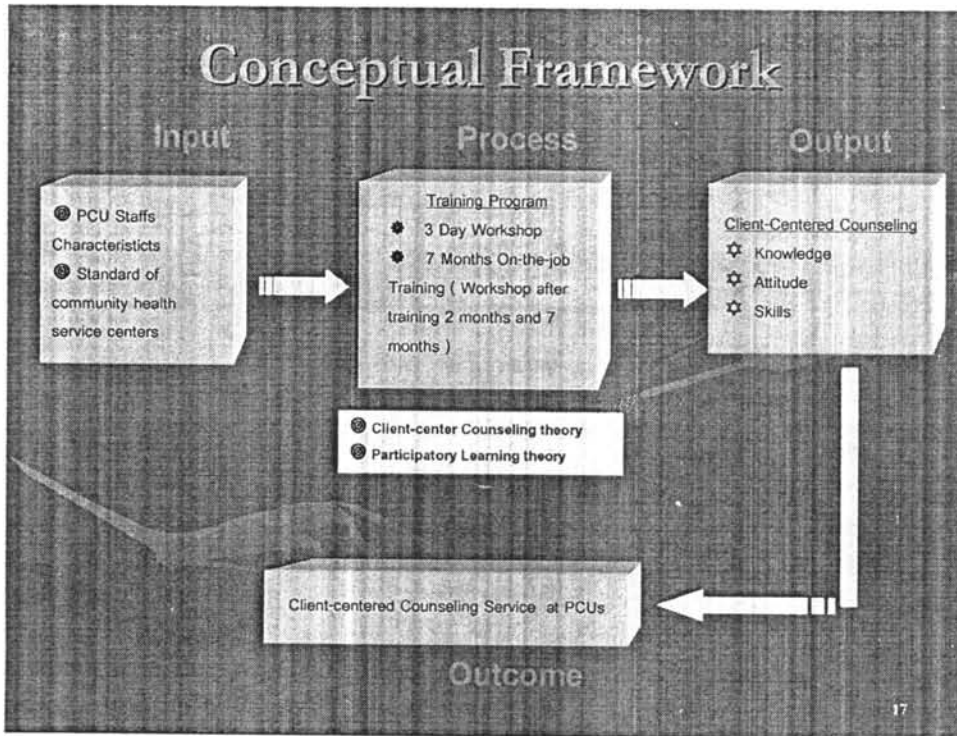 Conceptual Framework
Input
Process
Output
PCU Staffs
Characteristicts
Standard of
community health
service centers
Training Program
3 Day Workshop
7 Months On-the-job
Training ( Workshop after
training 2 months and 7
months )
Client-Centered Counseling
Knowledge
Attitude
Skills
Client-center Counseling theory
Participatory Learning theory
Client-centered Counseling Service at PCUs
Outcome
17